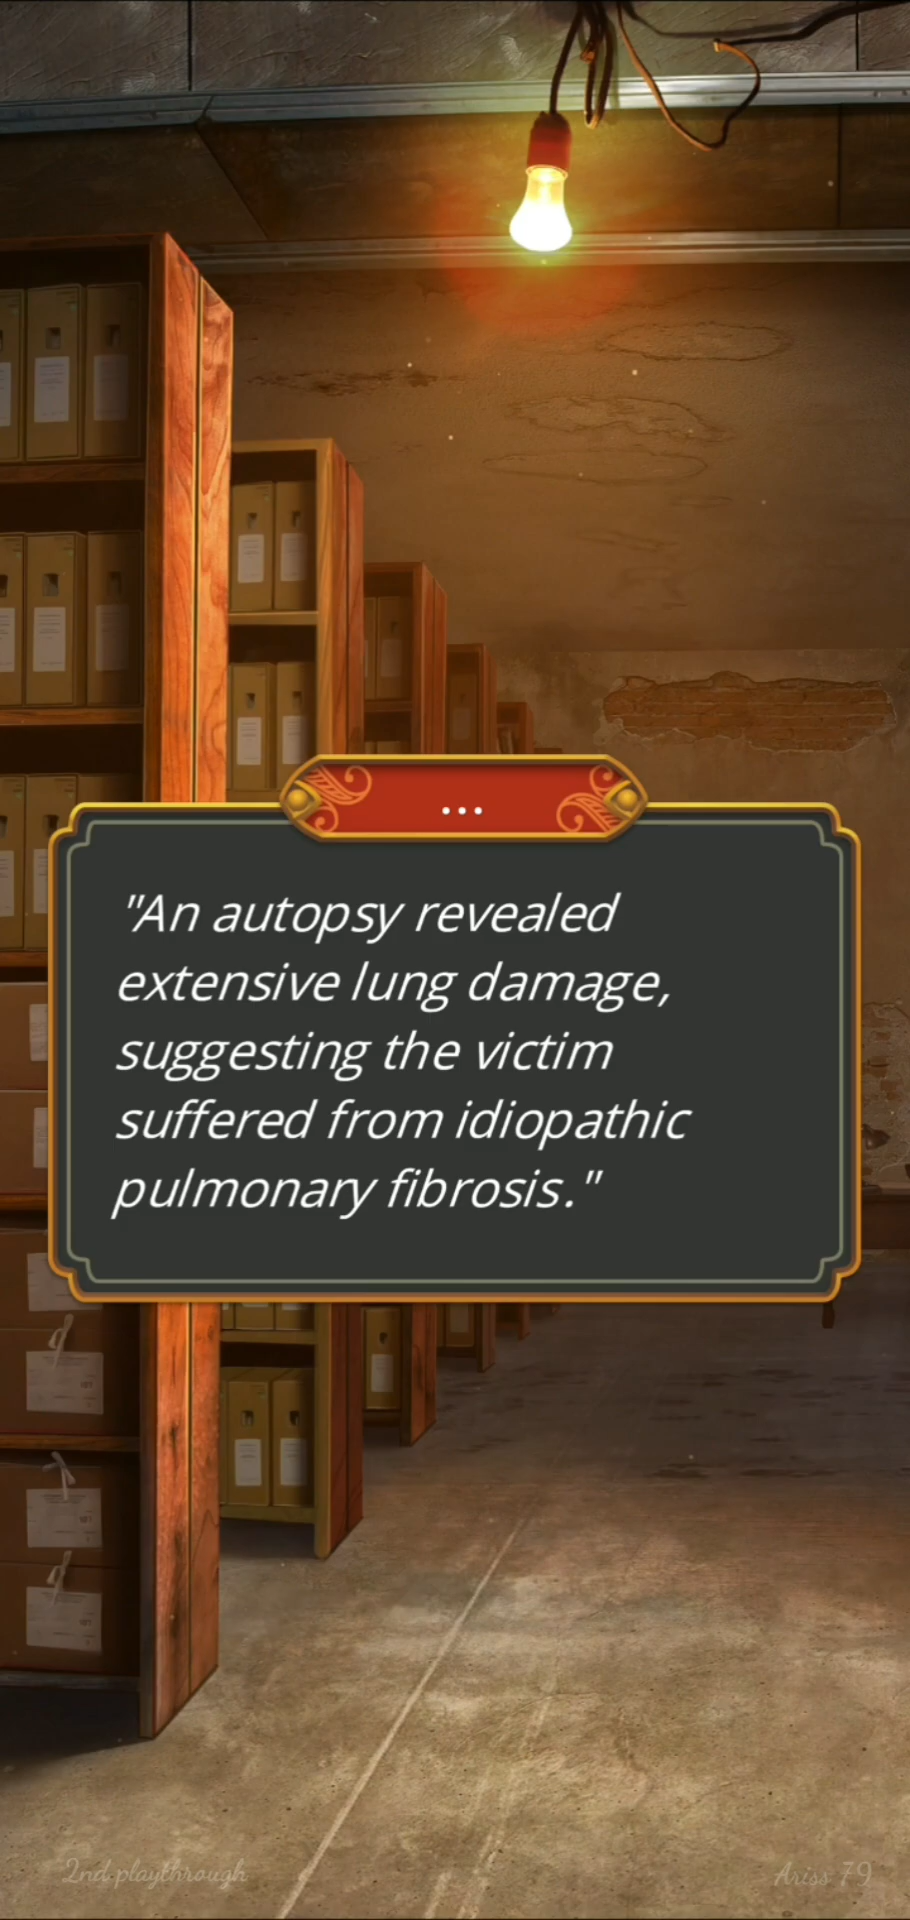 ...
"An autopsy revealed
extensive lung damage,
suggesting the victim
suffered from idiopathic
pulmonary fibrosis."
2nd playthrough
Ariss 79